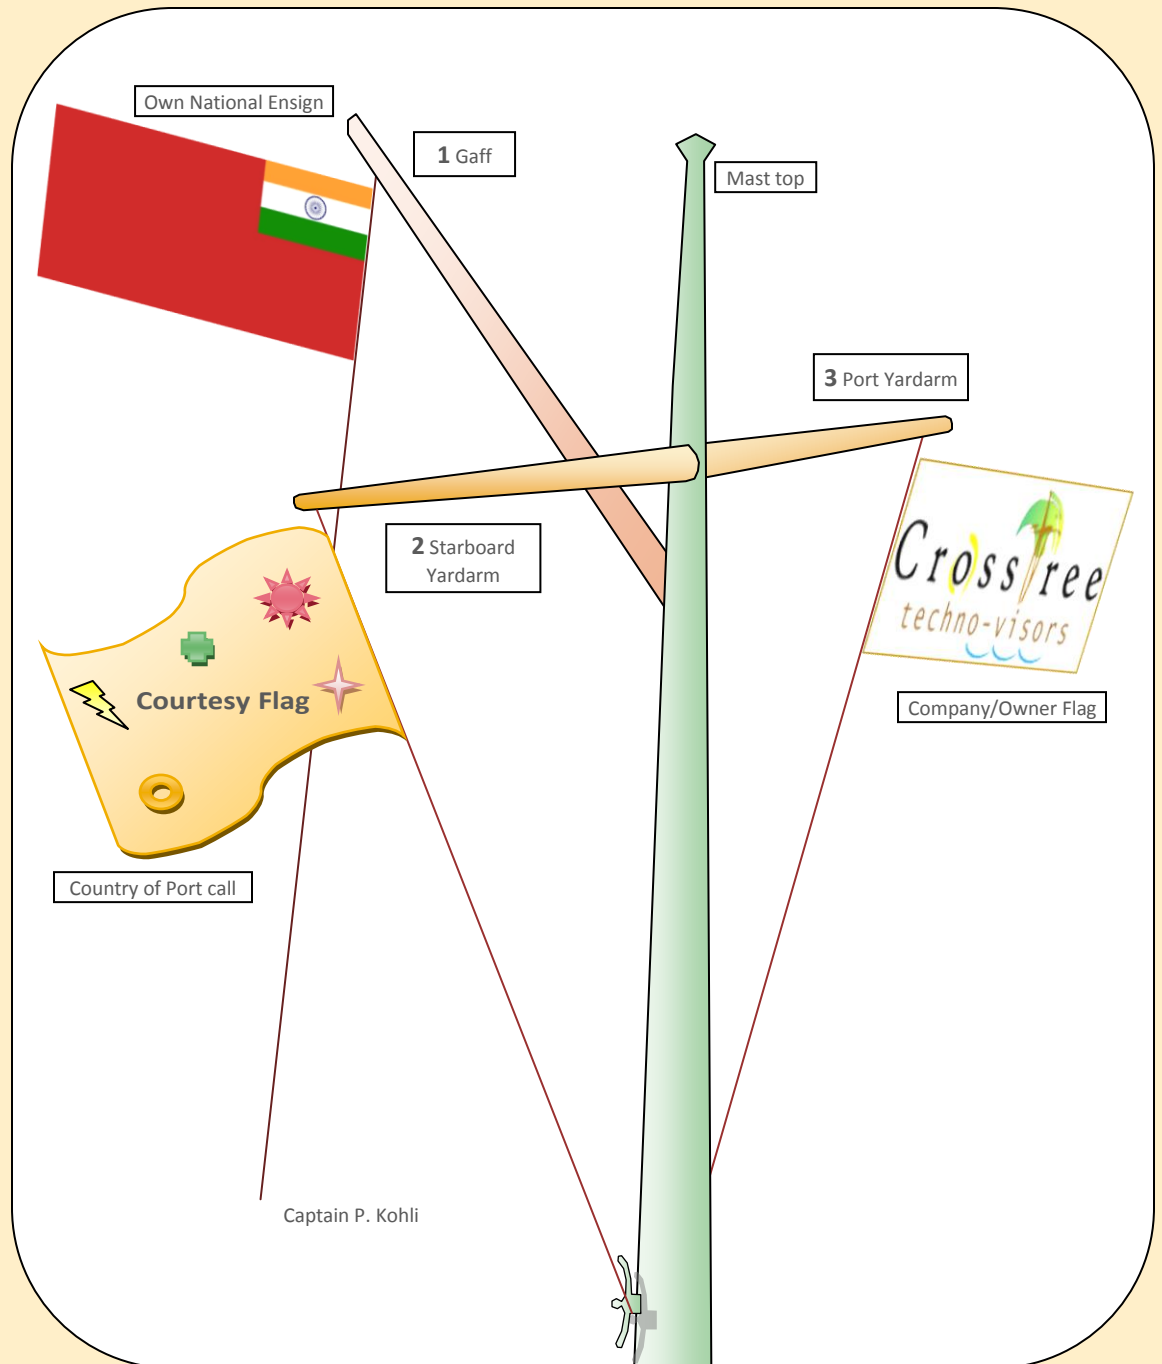 Own National Ensign
1 Gaff
Mast top
3 Port Yardarm
2 Starboard
Yardarm
CrossTree
techno-visors
Courtesy Flag
Company/Owner Flag
Country of Port call
Captain P. Kohli